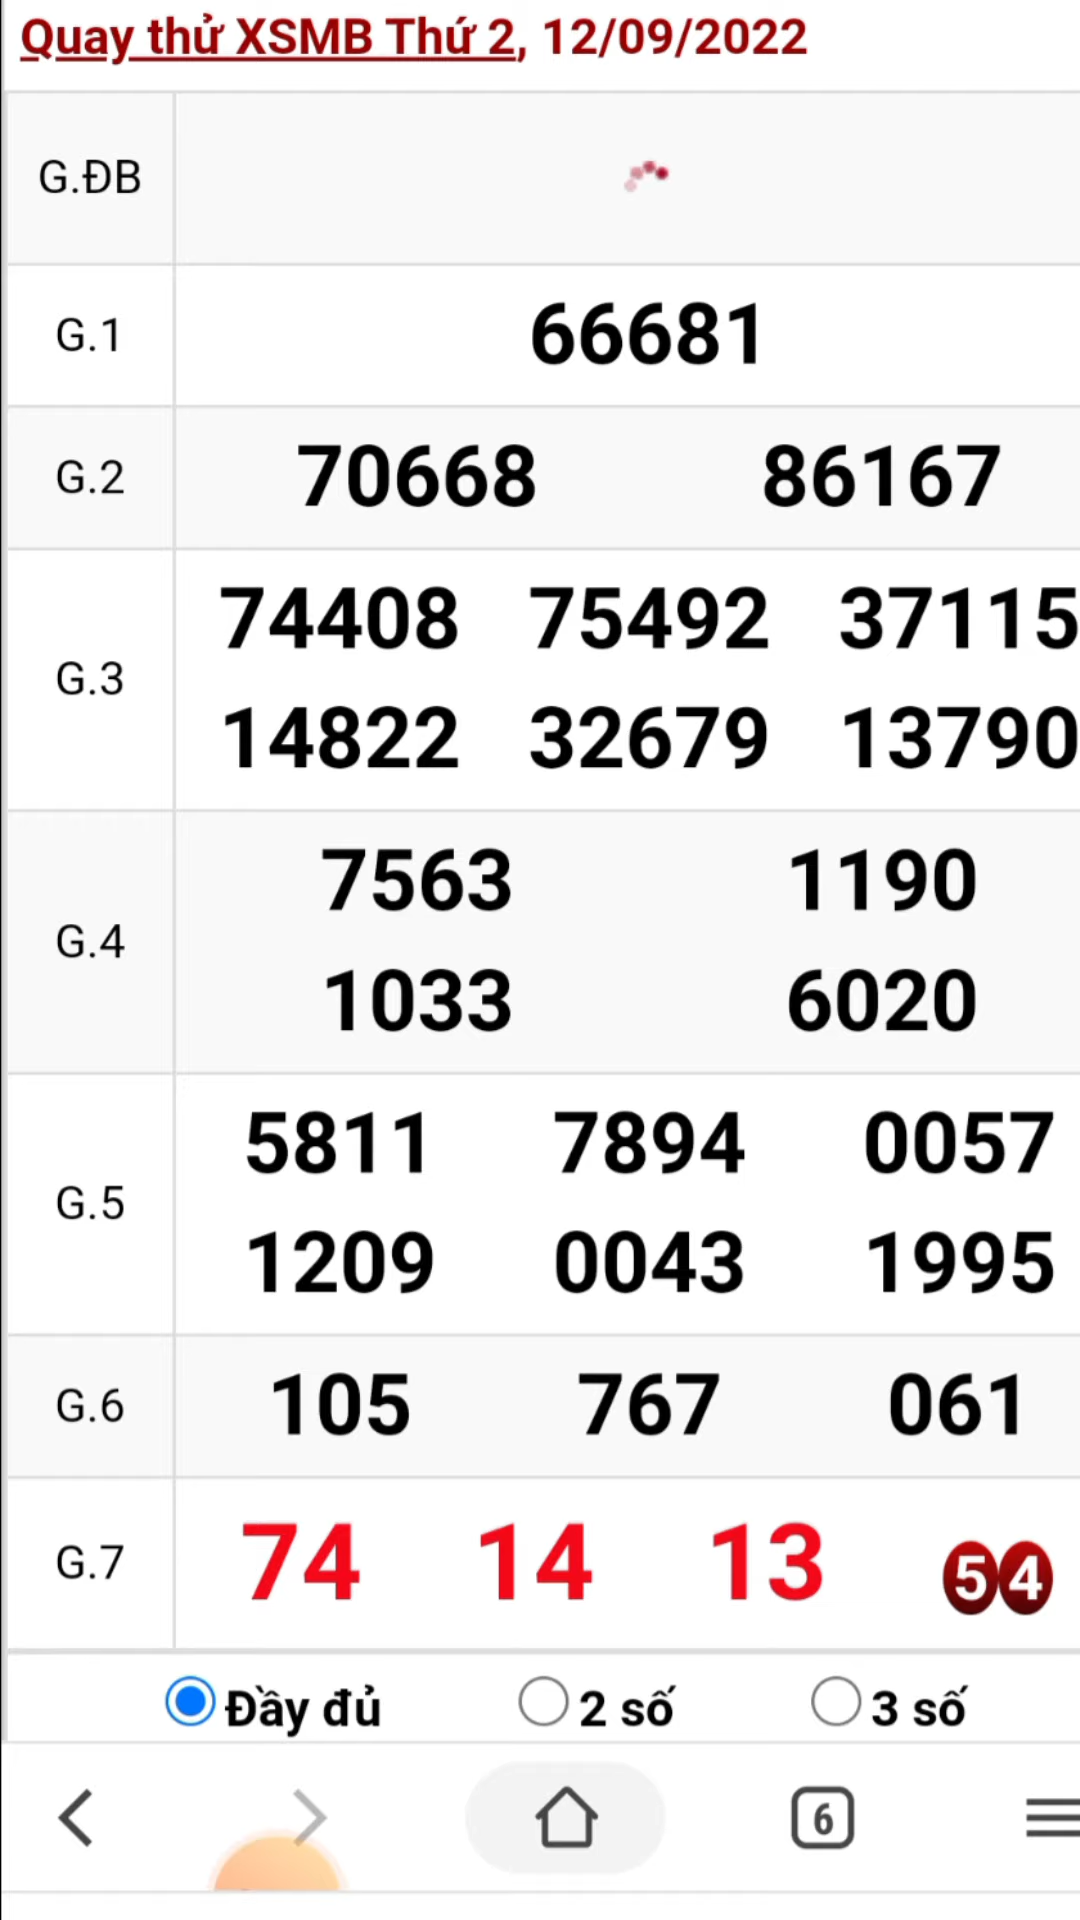 Quay thử XSMB Thứ 2, 12/09/2022
G.ĐB
G.1
66681
G.2
70668 86167
G.3
74408 75492 37115
14822 32679 13790
G.4
7563 1190
1033 6020
G.5
5811 7894 0057
1209 0043 1995
G.6
105 767 061
G.7
74 14 13 54
Đầy đủ 2 số 3 số
6